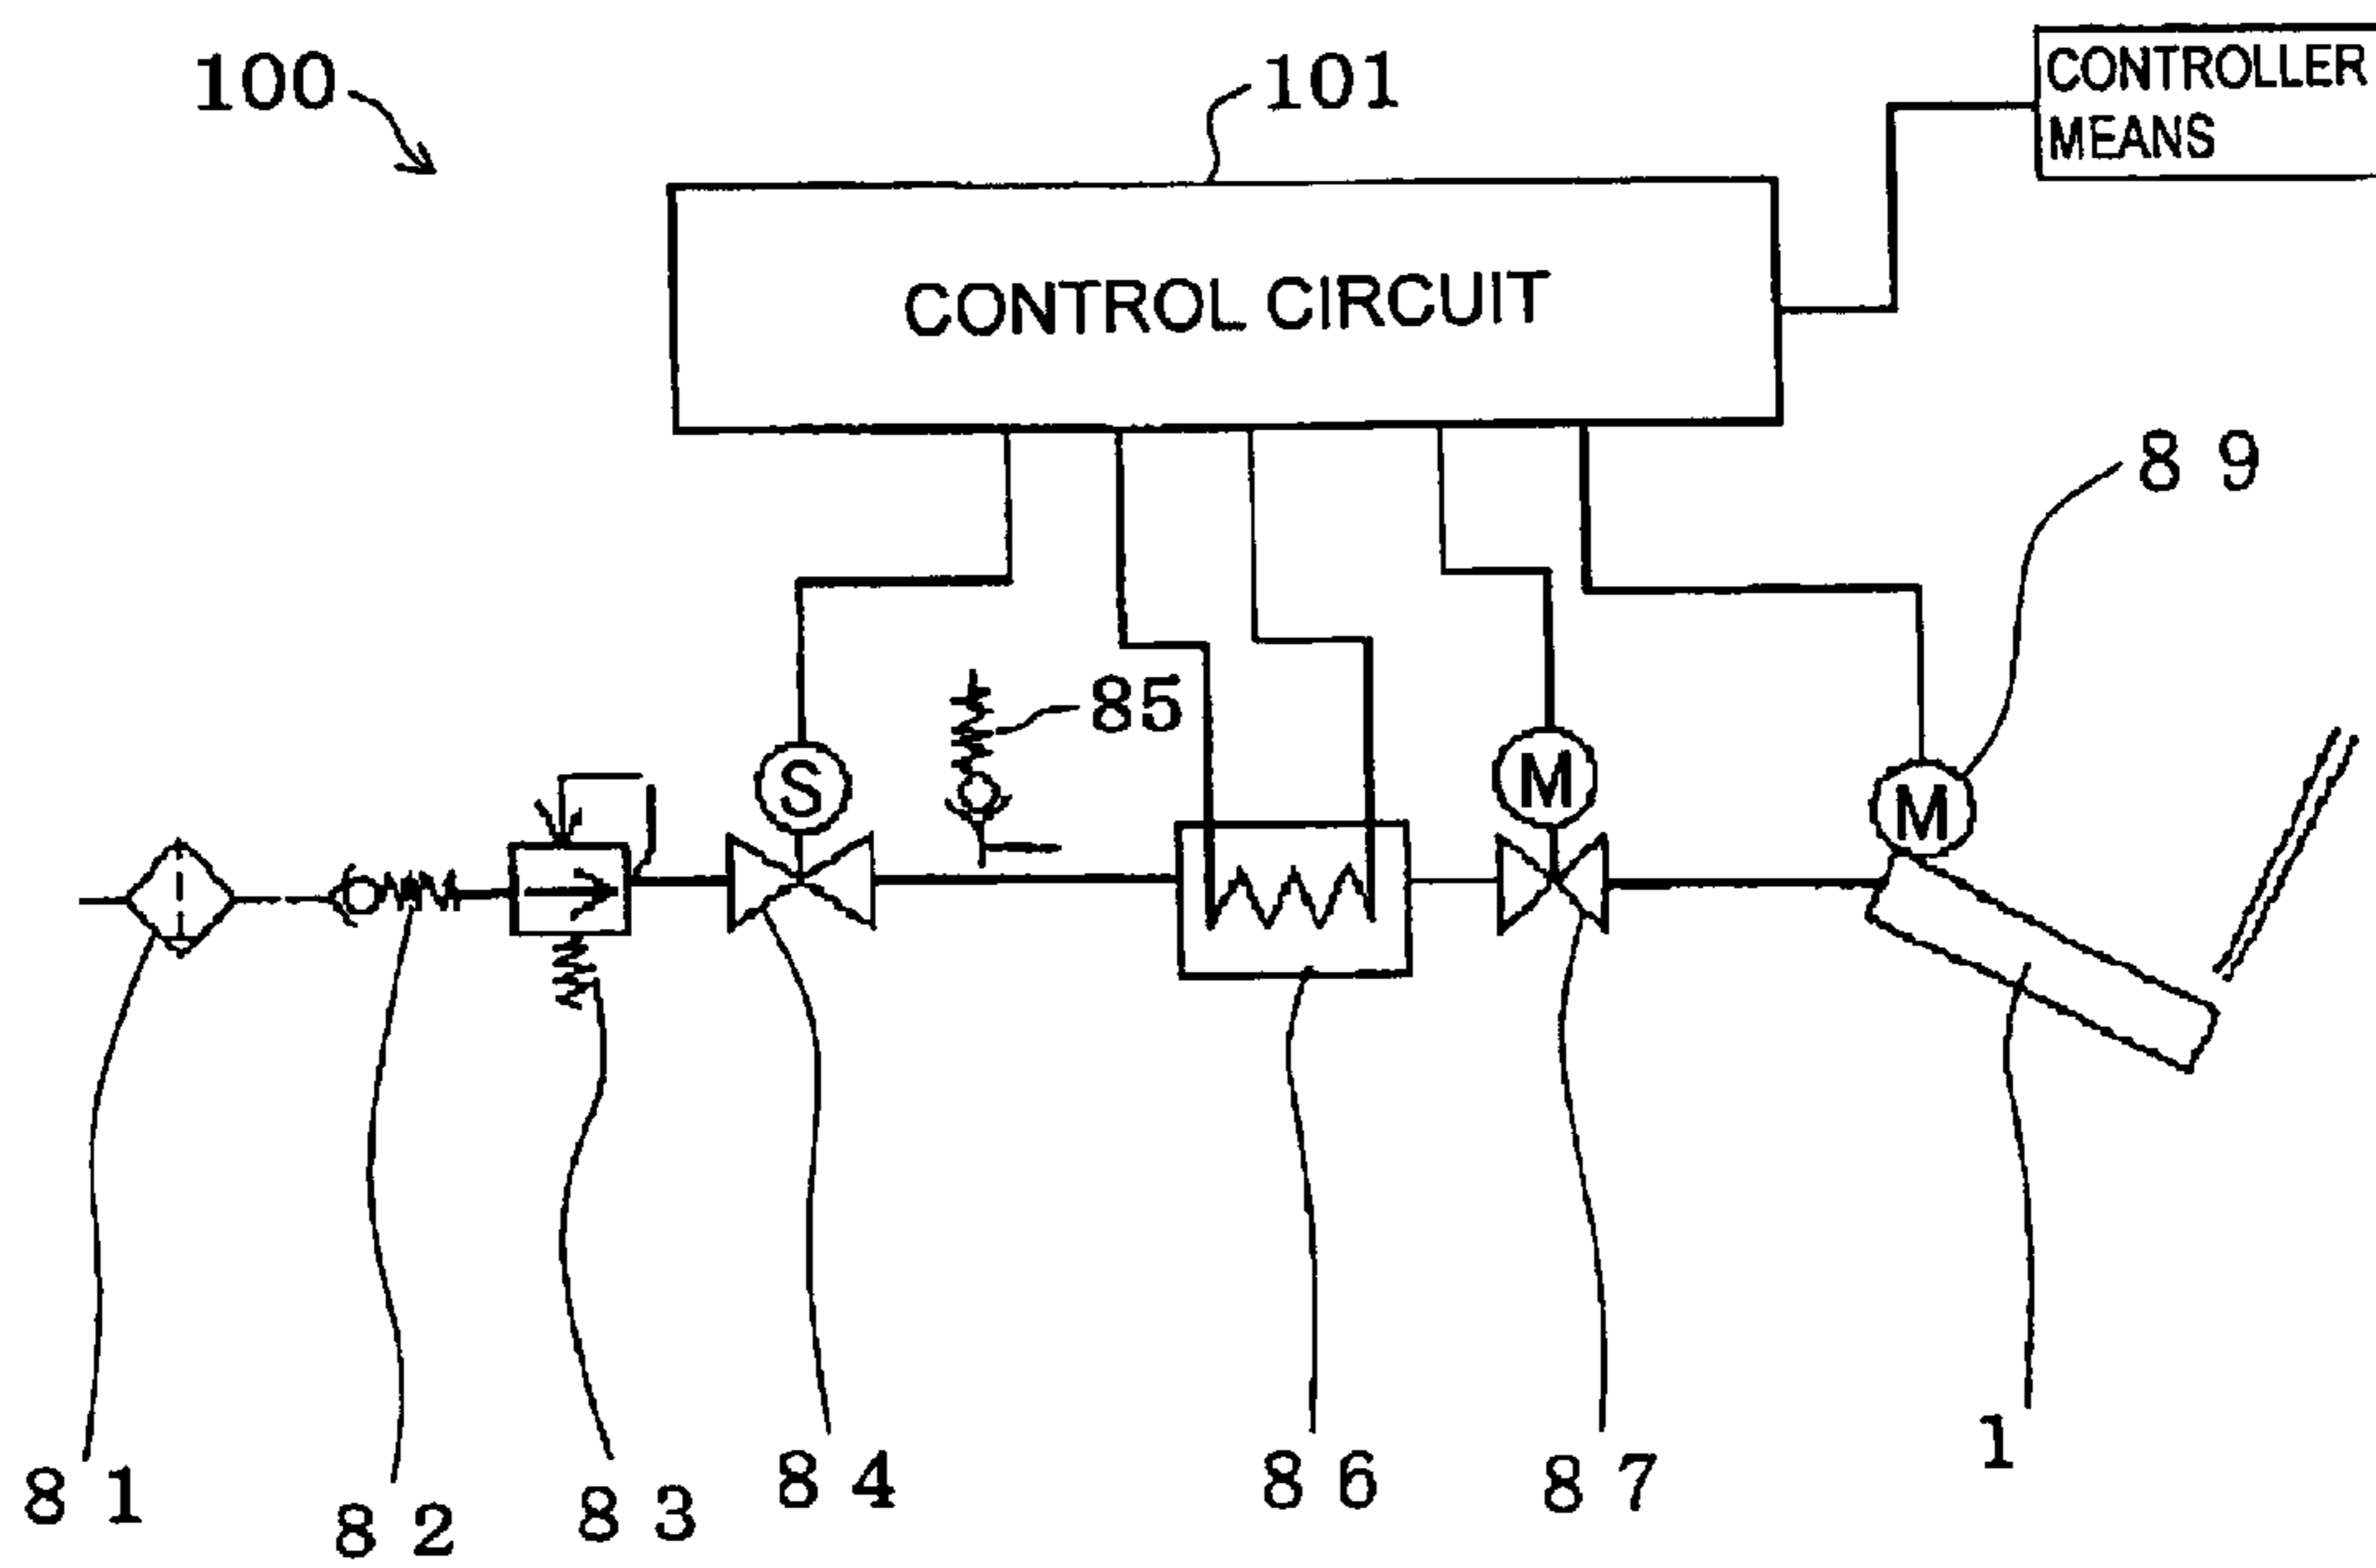 100
101
CONTROLLER
MEANS
CONTROL CIRCUIT
89
85
S
M
M
81
82
83
84
86
87
1